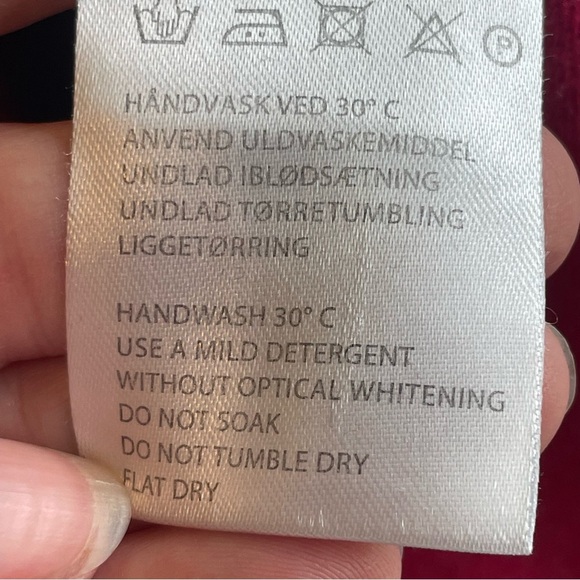 P
HÅNDVASK VED 30° C
ANVEND ULDVASKEMIDDEL
UNDLAD IBLØDSÆTNING
UNDLAD TØRRETUMBLING
LIGGETØRRING
HANDWASH 30° C
USE A MILD DETERGENT
WITHOUT OPTICAL WHITENING
DO NOT SOAK
DO NOT TUMBLE DRY
FLAT DRY